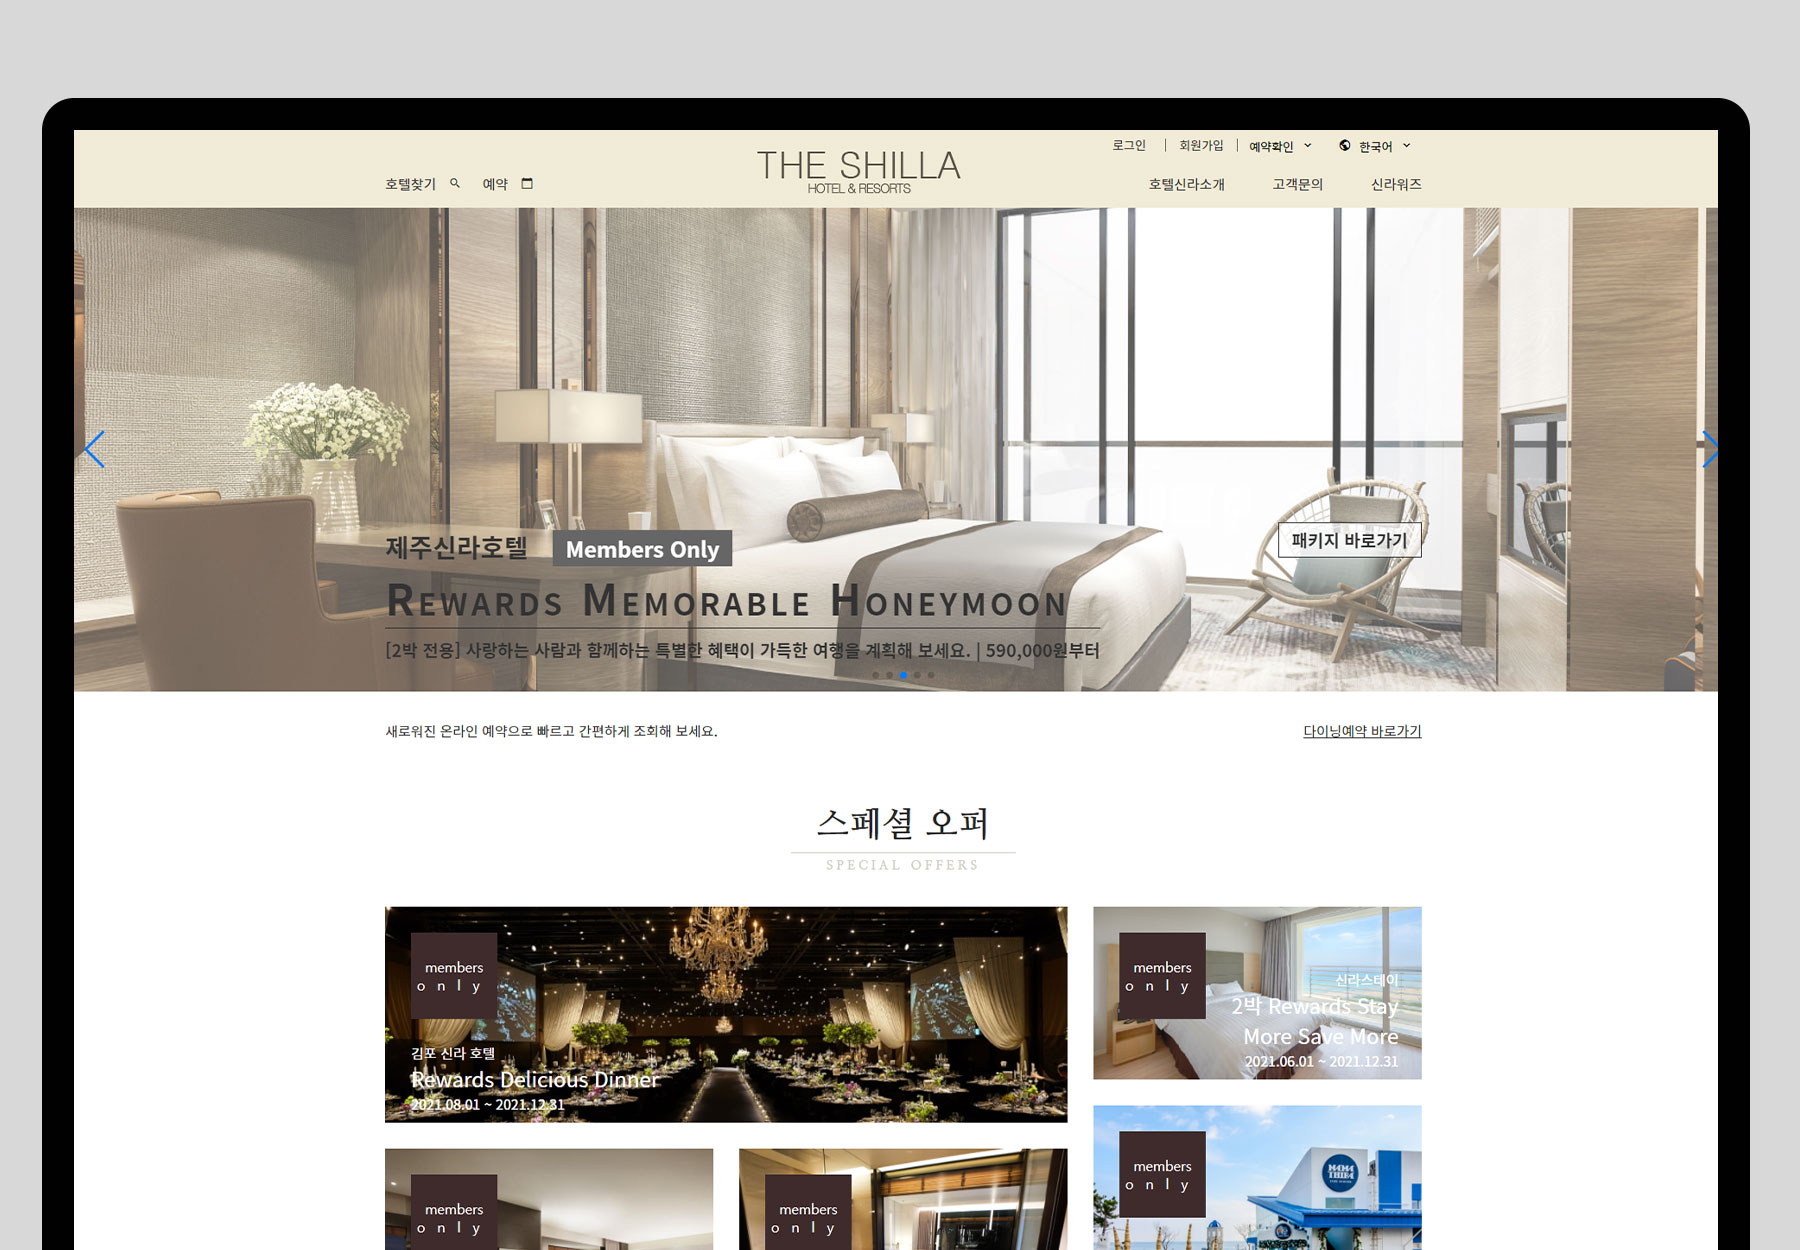 로그인
회원가입
예약확인
한국어
호텔찾기
예약
THE SHILLA
HOTEL & RESORTS
호텔신라소개
고객문의
신라워즈
제주신라호텔
Members Only
REWARDS MEMORABLE HONEYMOON
[2박 전용] 사랑하는 사람과 함께하는 특별한 혜택이 가득한 여행을 계획해 보세요. | 590,000원부터
패키지 바로가기
새로워진 온라인 예약으로 빠르고 간편하게 조회해 보세요.
다이닝예약 바로가기
스페셜 오퍼
SPECIAL OFFERS
members
only
김포 신라 호텔
Rewards Delicious Dinner
2021.08.01 ~ 2021.12.31
members
only
신라스테이
2박 Rewards Stay
More Save More
2021.06.01 ~ 2021.12.31
members
only
members
only
members
only